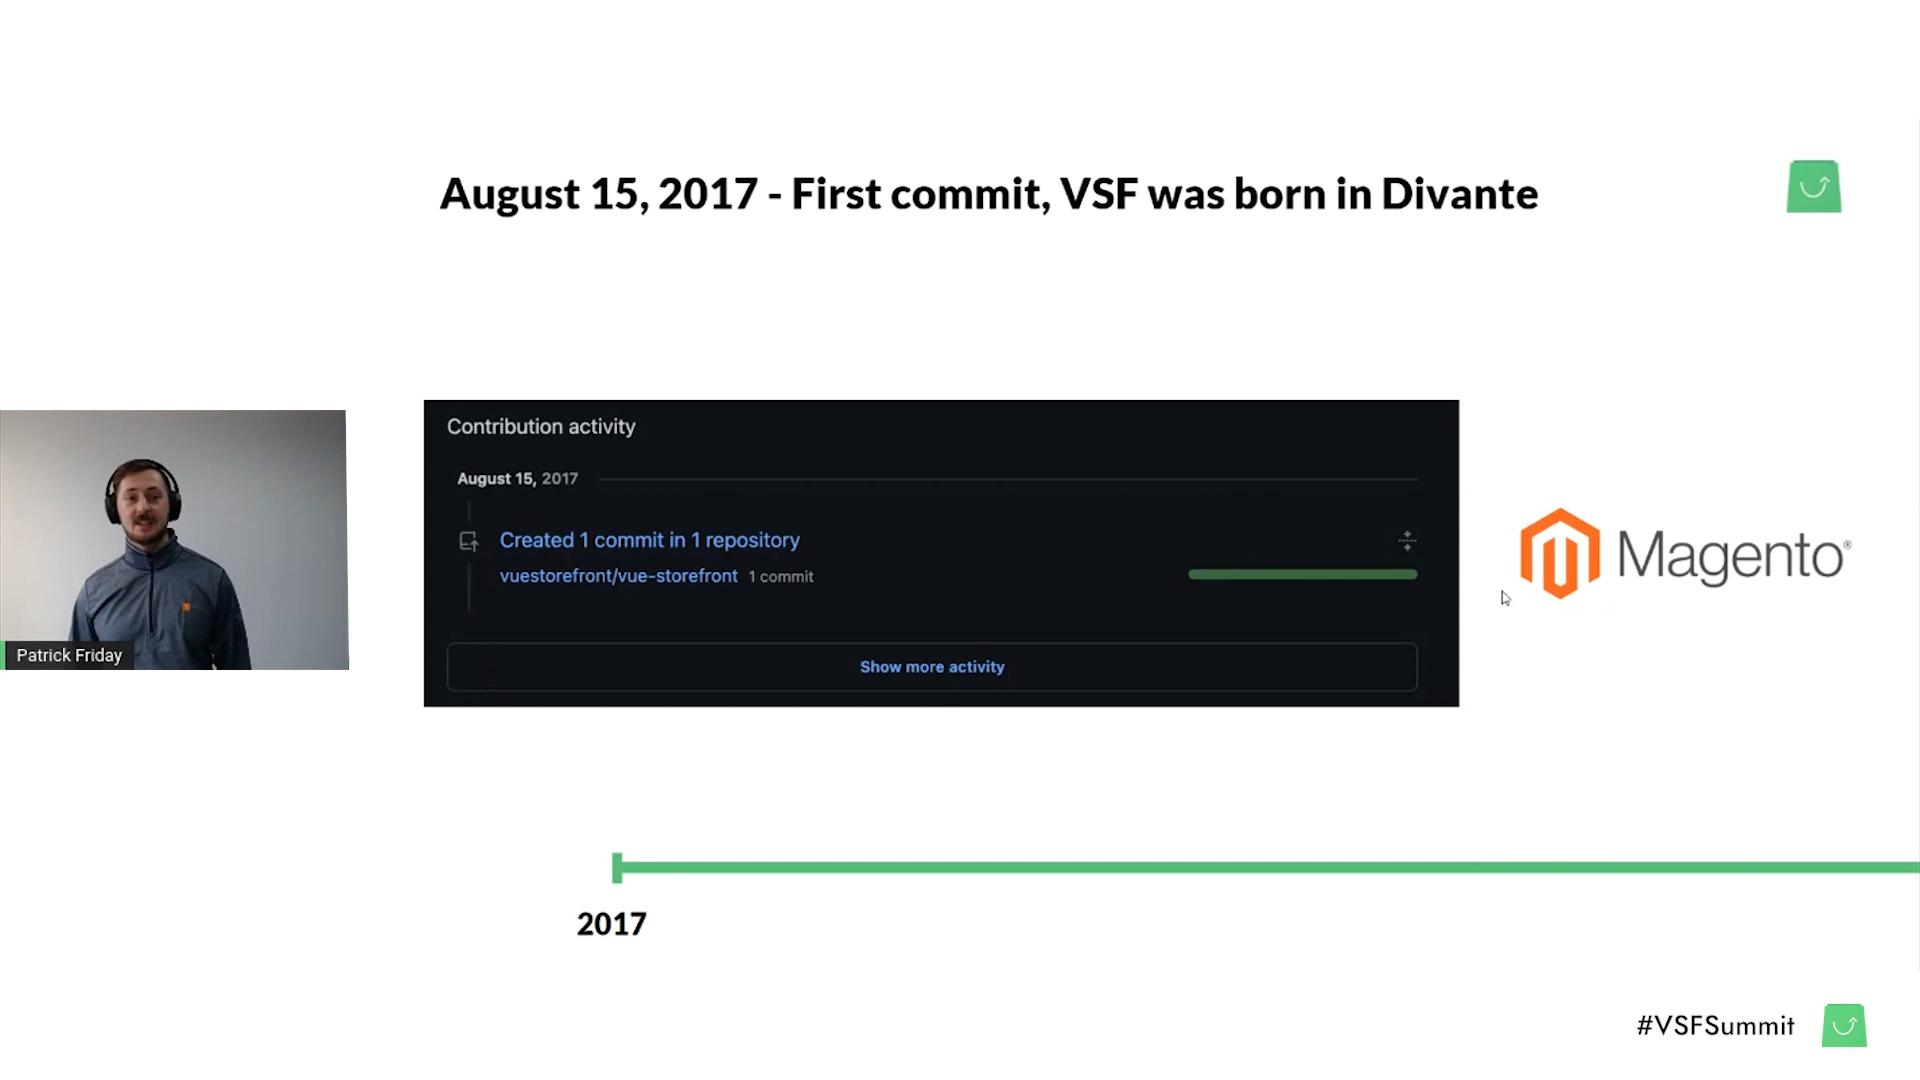 August 15, 2017 - First commit, VSF was born in Divante
Contribution activity
August 15, 2017
Created 1 commit in 1 repository
vuestorefront/vue-storefront 1 commit
Show more activity
Magento®
Patrick Friday
2017
#VSFSummit